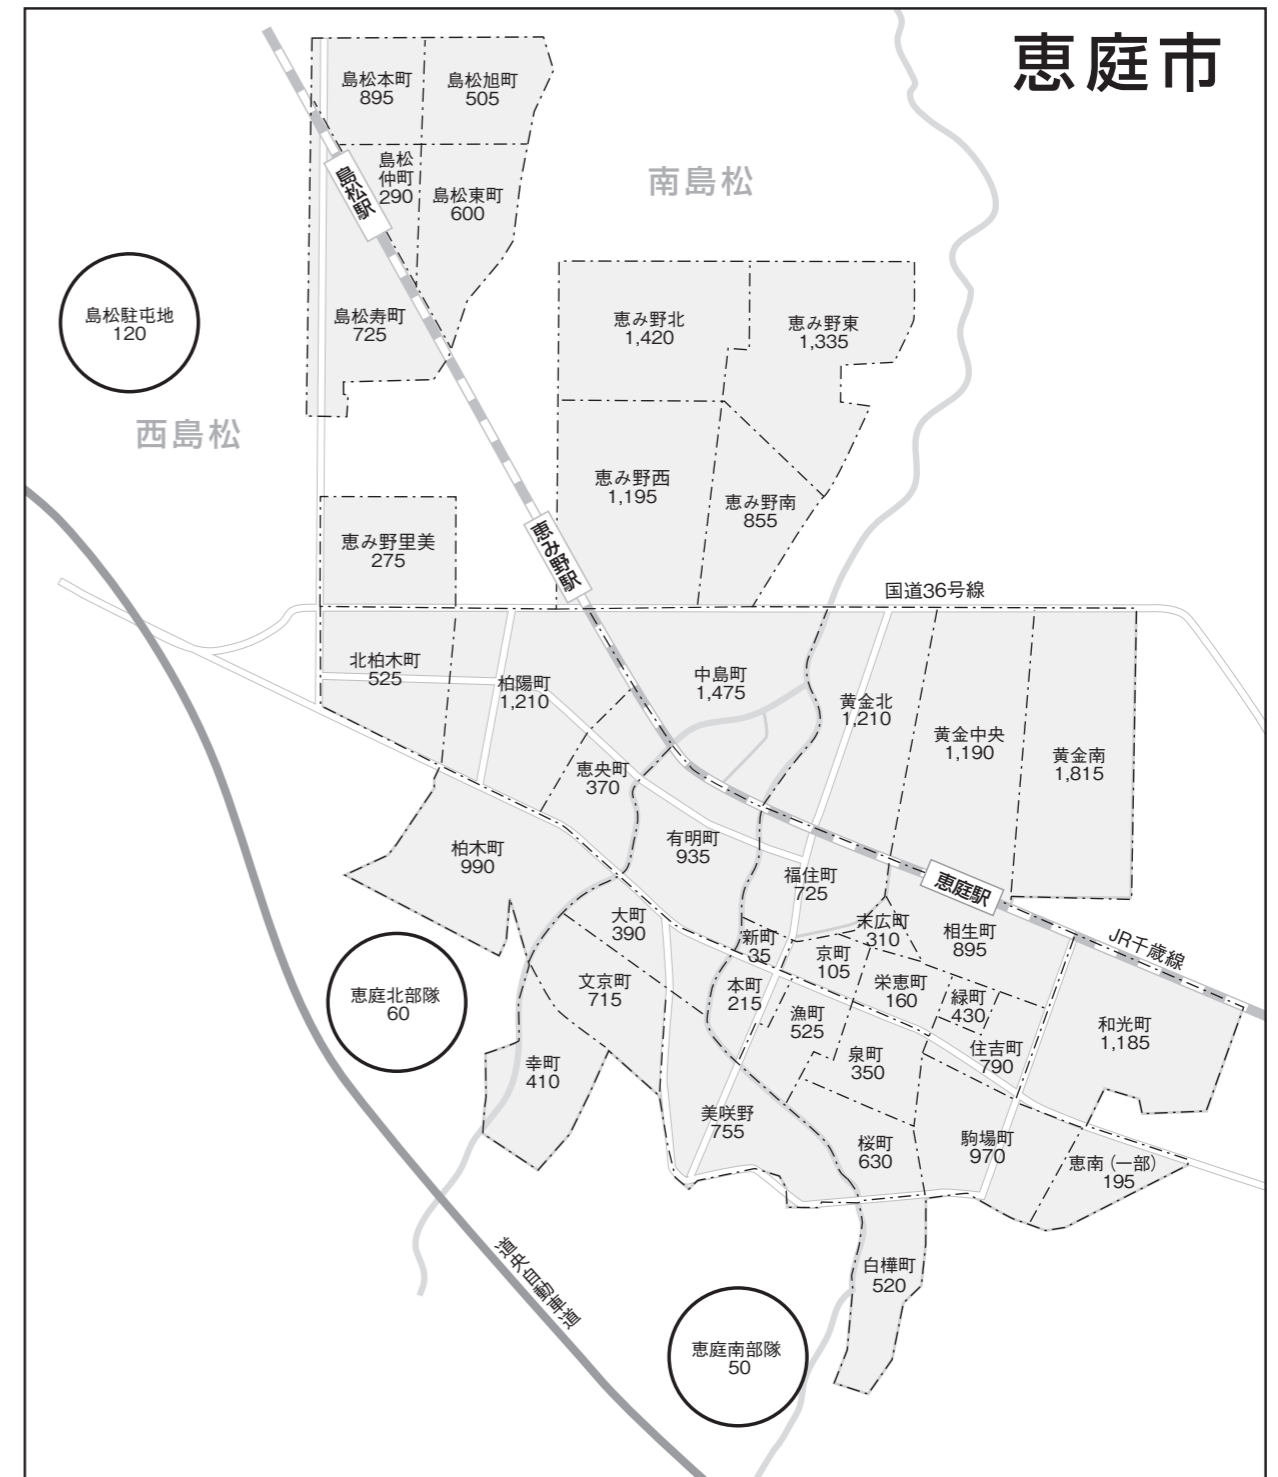 恵庭市
島松本町
895
島松旭町
505
島松
仲町
290
島松東町
600
島松駅
南島松
島松駐屯地
120
島松寿町
725
西島松
恵み野北
1,420
恵み野東
1,335
恵み野西
1,195
恵み野南
855
恵み野里美
275
恵み野駅
国道36号線
北柏木町
525
柏陽町
1,210
中島町
1,475
黄金北
1,210
黄金中央
1,190
黄金南
1,815
恵央町
370
柏木町
990
有明町
935
福住町
725
恵庭駅
JR千歳線
大町
390
新町
35
末広町
310
相生町
895
京町
105
文京町
715
本町
215
栄恵町
160
緑町
430
漁町
525
住吉町
790
和光町
1,185
恵庭北部隊
60
幸町
410
泉町
350
美咲野
755
桜町
630
駒場町
970
恵南(一部)
195
道央自動車道
白樺町
520
恵庭南部隊
50